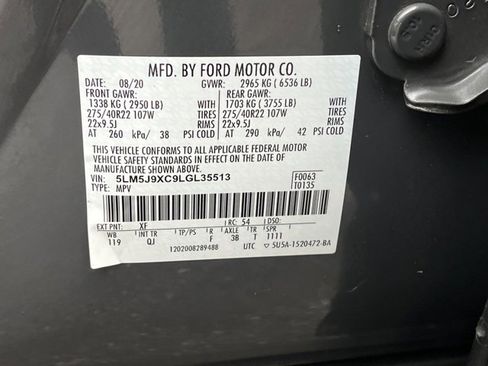 MFD. BY FORD MOTOR CO.
DATE: 08/20 GVWR: 2965 KG ( 6536 LB)
FRONT GAWR: REAR GAWR:
1338 KG ( 2950 LB) WITH 1703 KG ( 3755 LB) WITH
275/40R22 107W TIRES 275/40R22 107W TIRES
22x9.5J RIMS 22x9.5J RIMS
AT 260 kPa/ 38 PSI COLD AT 290 kPa/ 42 PSI COLD
THIS VEHICLE CONFORMS TO ALL APPLICABLE FEDERAL MOTOR
VEHICLE SAFETY STANDARDS IN EFFECT ON THE DATE OF
MANUFACTURE SHOWN ABOVE.
VIN: 5LM5J9XC9LGL35513 F0063
TYPE: MPV T0135
EXT PNT: XF RC: 54
WB INT TR TP/PS R AXLE TR SPR
119 QJ F 3B T 1111
1202008289488 UTC ▽ 5U5A-1520472-BA